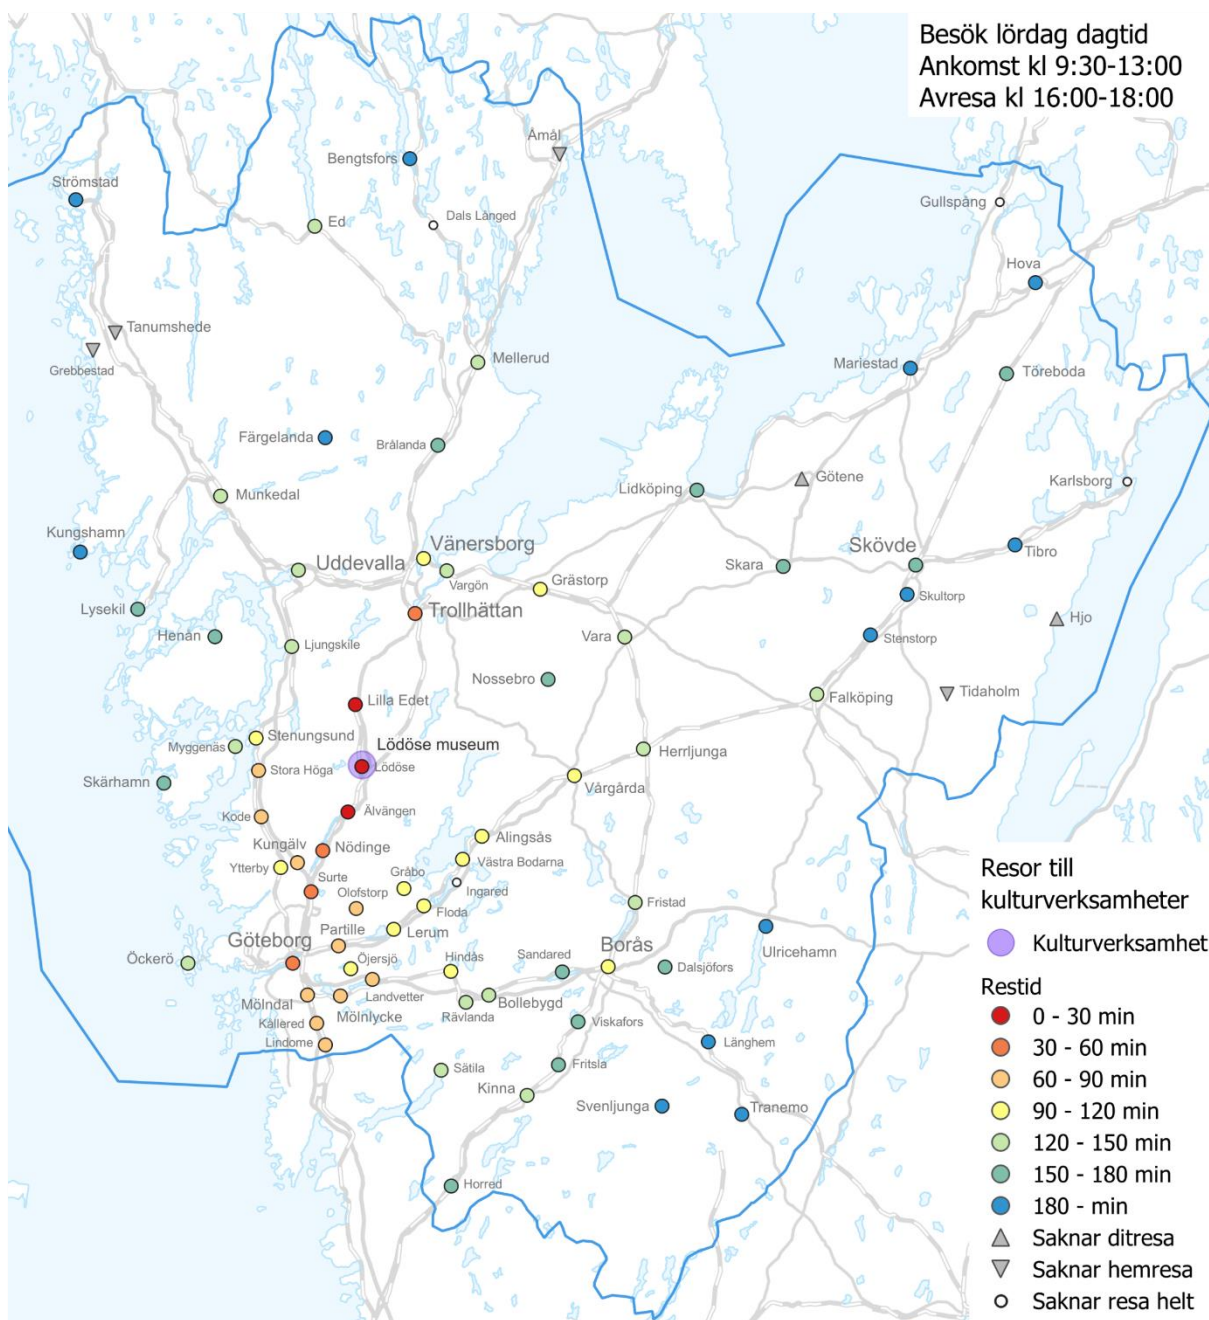 Besök lördag dagtid
Ankomst kl 9:30-13:00
Avresa kl 16:00-18:00
Åmål
Bengtsfors
Strömstad
Gullspång
Dals Långed
Ed
Hova
Tanumshede
Mellerud
Mariestad
Töreboda
Grebbestad
Färgelanda
Brålanda
Götene
Karlsborg
Lidköping
Munkedal
Kungshamn
Vänersborg
Skövde
Tibro
Uddevalla
Skara
Vargön
Grästorp
Skultorp
Lysekil
Trollhättan
Hjo
Henån
Ljungskile
Vara
Stenstorp
Nossebro
Tidaholm
Lilla Edet
Falköping
Stenungsund
Myggenäs
Lödöse museum
Herrljunga
Stora Höga
Lödöse
Skärhamn
Vårgårda
Kode
Älvängen
Alingsås
Kungälv
Nödinge
Västra Bodarna
Ytterby
Gråbo
Surte
Ingared
Olofstorp
Fristad
Floda
Partille
Lerum
Göteborg
Borås
Ulricehamn
Öckerö
Öjersjö
Hindås
Sandared
Dalsjöfors
Mölndal
Landvetter
Bollebygd
Mölnlycke
Rävlanda
Kållered
Viskafors
Lindome
Länghem
Sätila
Fritsla
Kinna
Svenljunga
Tranemo
Horred
Resor till
kulturverksamheter
Kulturverksamhet
Restid
0 - 30 min
30 - 60 min
60 - 90 min
90 - 120 min
120 - 150 min
150 - 180 min
180 - min
Saknar ditresa
Saknar hemresa
Saknar resa helt